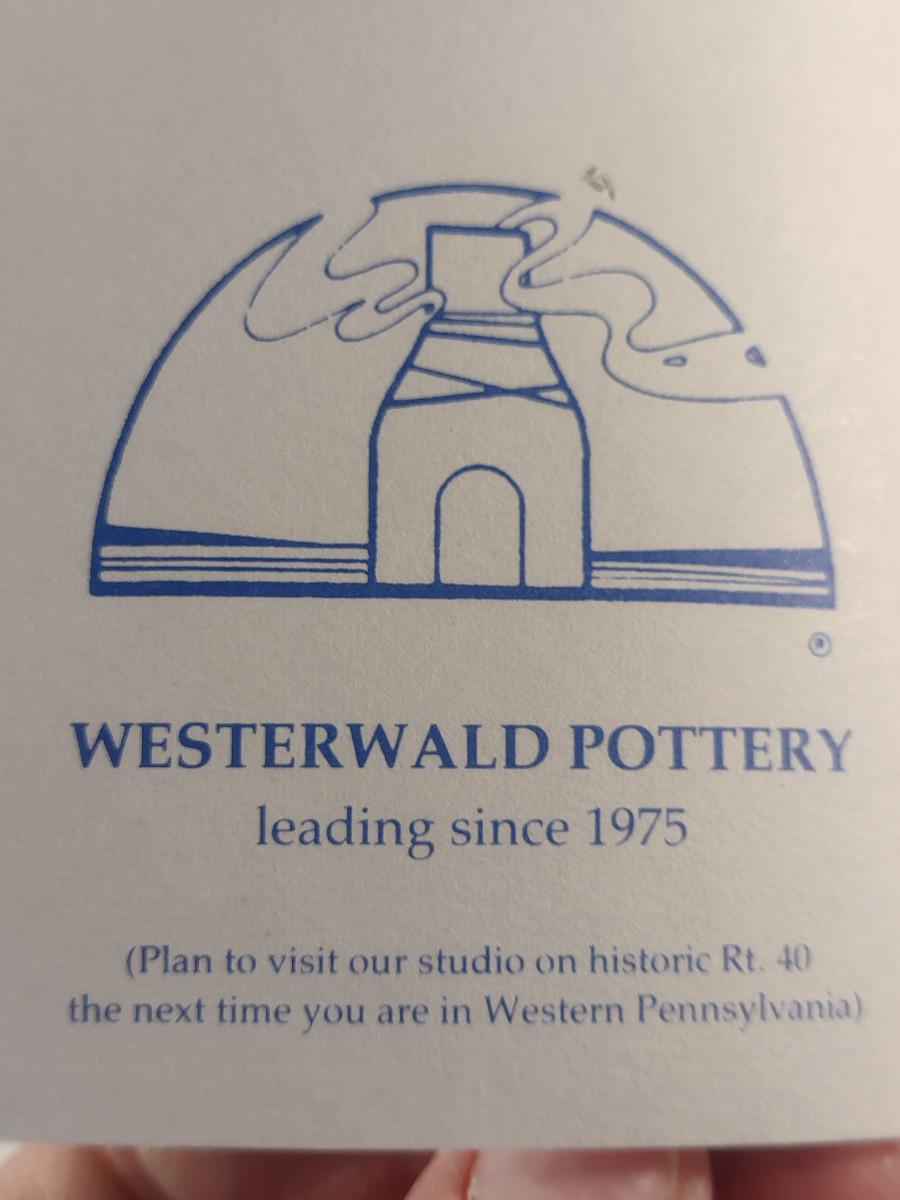 ®
WESTERWALD POTTERY
leading since 1975
(Plan to visit our studio on historic Rt. 40
the next time you are in Western Pennsylvania)